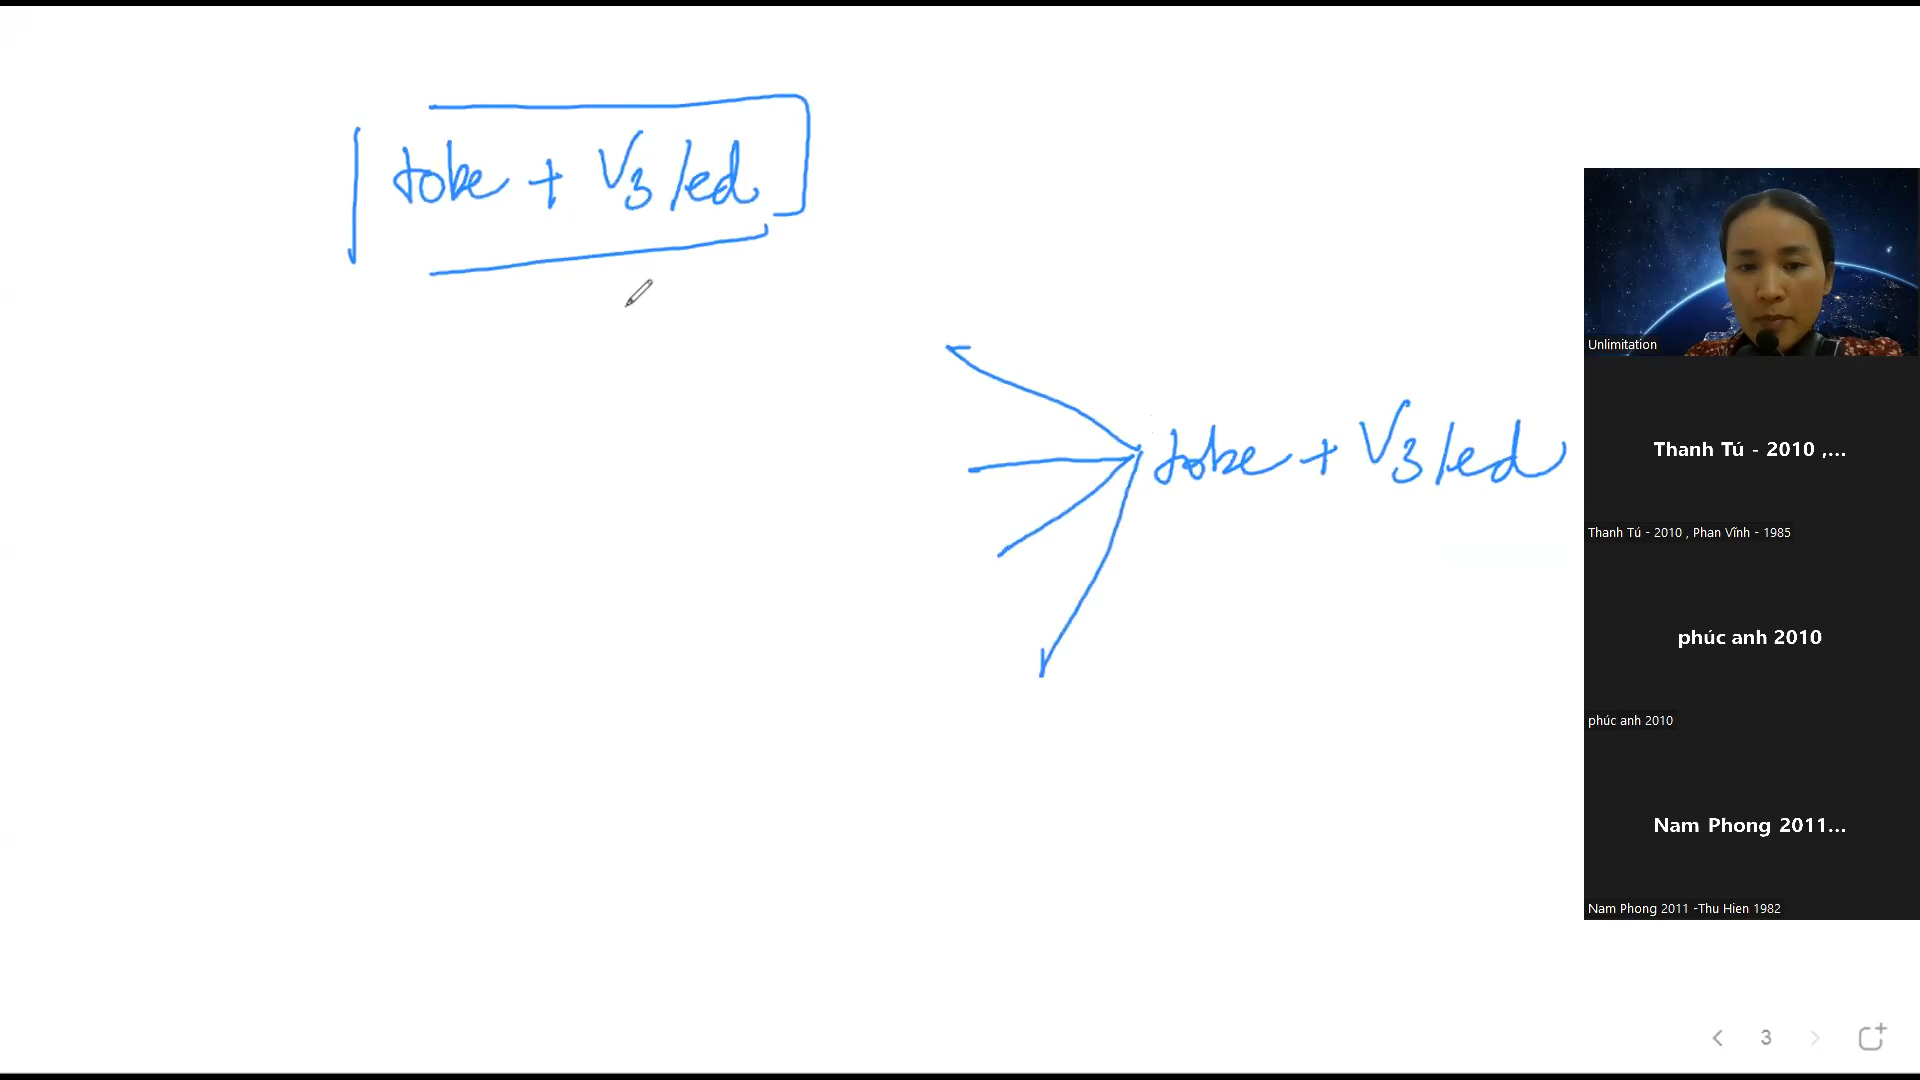 tobe + V3/ed
Unlimitation
tobe + V3/ed
Thanh Tú - 2010 ,...
Thanh Tú - 2010 , Phan Vĩnh - 1985
phúc anh 2010
phúc anh 2010
Nam Phong 2011...
Nam Phong 2011 -Thu Hien 1982
3